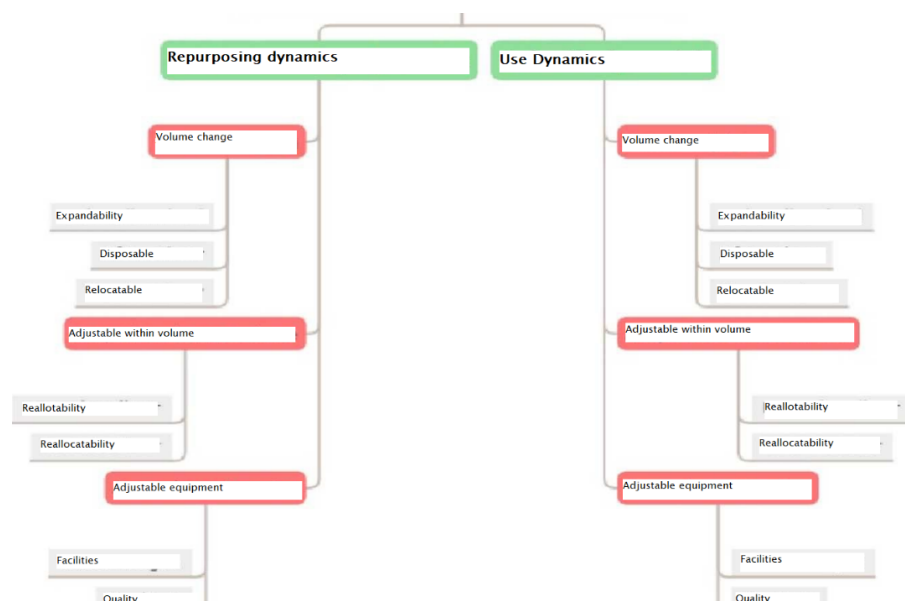 Repurposing dynamics
Use Dynamics
Volume change
Expandability
Disposable
Relocatable
Adjustable within volume
Reallotability
Reallocatability
Adjustable equipment
Facilities
Quality
Volume change
Expandability
Disposable
Relocatable
Adjustable within volume
Reallotability
Reallocatability
Adjustable equipment
Facilities
Quality